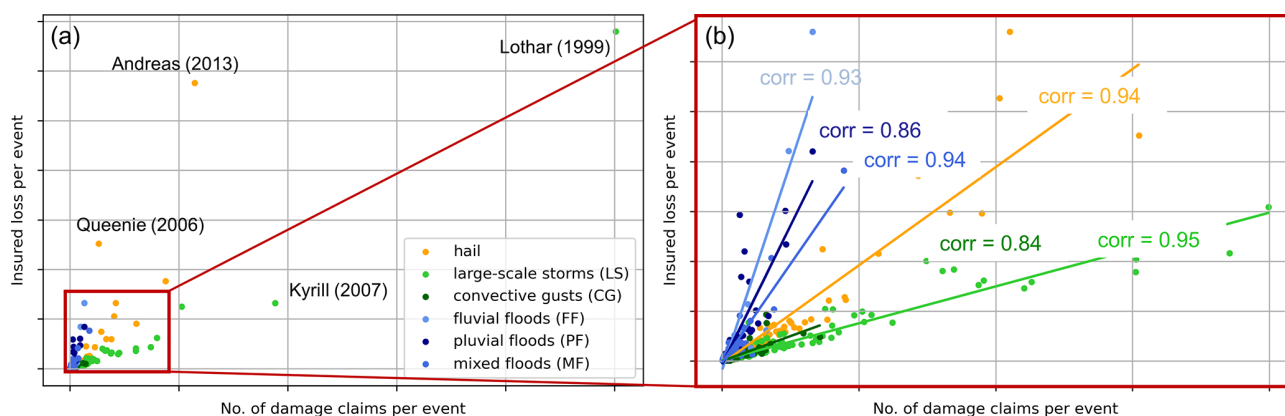 (a)
Lothar (1999)
Andreas (2013)
Queenie (2006)
Kyrill (2007)
hail
large-scale storms (LS)
convective gusts (CG)
fluvial floods (FF)
pluvial floods (PF)
mixed floods (MF)
Insured loss per event
No. of damage claims per event
(b)
corr = 0.93
corr = 0.94
corr = 0.86
corr = 0.94
corr = 0.84
corr = 0.95
Insured loss per event
No. of damage claims per event